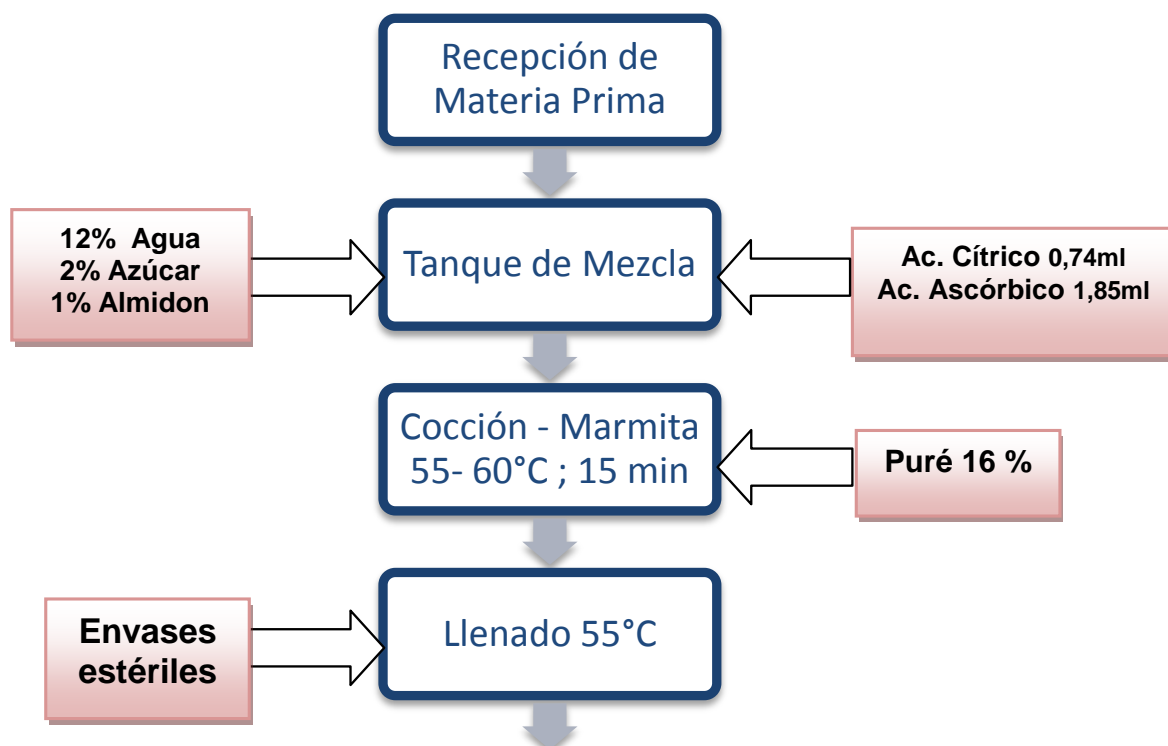 Recepción de
Materia Prima
12%  Agua
2% Azúcar
1% Almidon
Tanque de Mezcla
Ac. Cítrico 0,74ml
Ac. Ascórbico 1,85ml
Cocción - Marmita
55- 60°C ; 15 min
Puré 16 %
Envases
estériles
Llenado 55°C